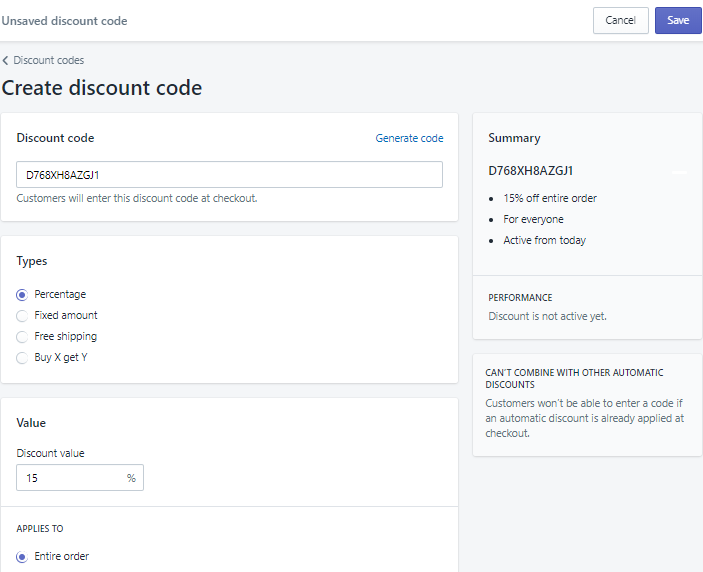 Unsaved discount code
Cancel
Save
Discount codes
Create discount code
Discount code
Generate code
D768XH8AZGJ1
Customers will enter this discount code at checkout.
Types
Percentage
Fixed amount
Free shipping
Buy X get Y
Value
Discount value
15 %
APPLIES TO
Entire order
Summary
D768XH8AZGJ1
• 15% off entire order
• For everyone
• Active from today
PERFORMANCE
Discount is not active yet.
CAN'T COMBINE WITH OTHER AUTOMATIC
DISCOUNTS
Customers won't be able to enter a code if
an automatic discount is already applied at
checkout.